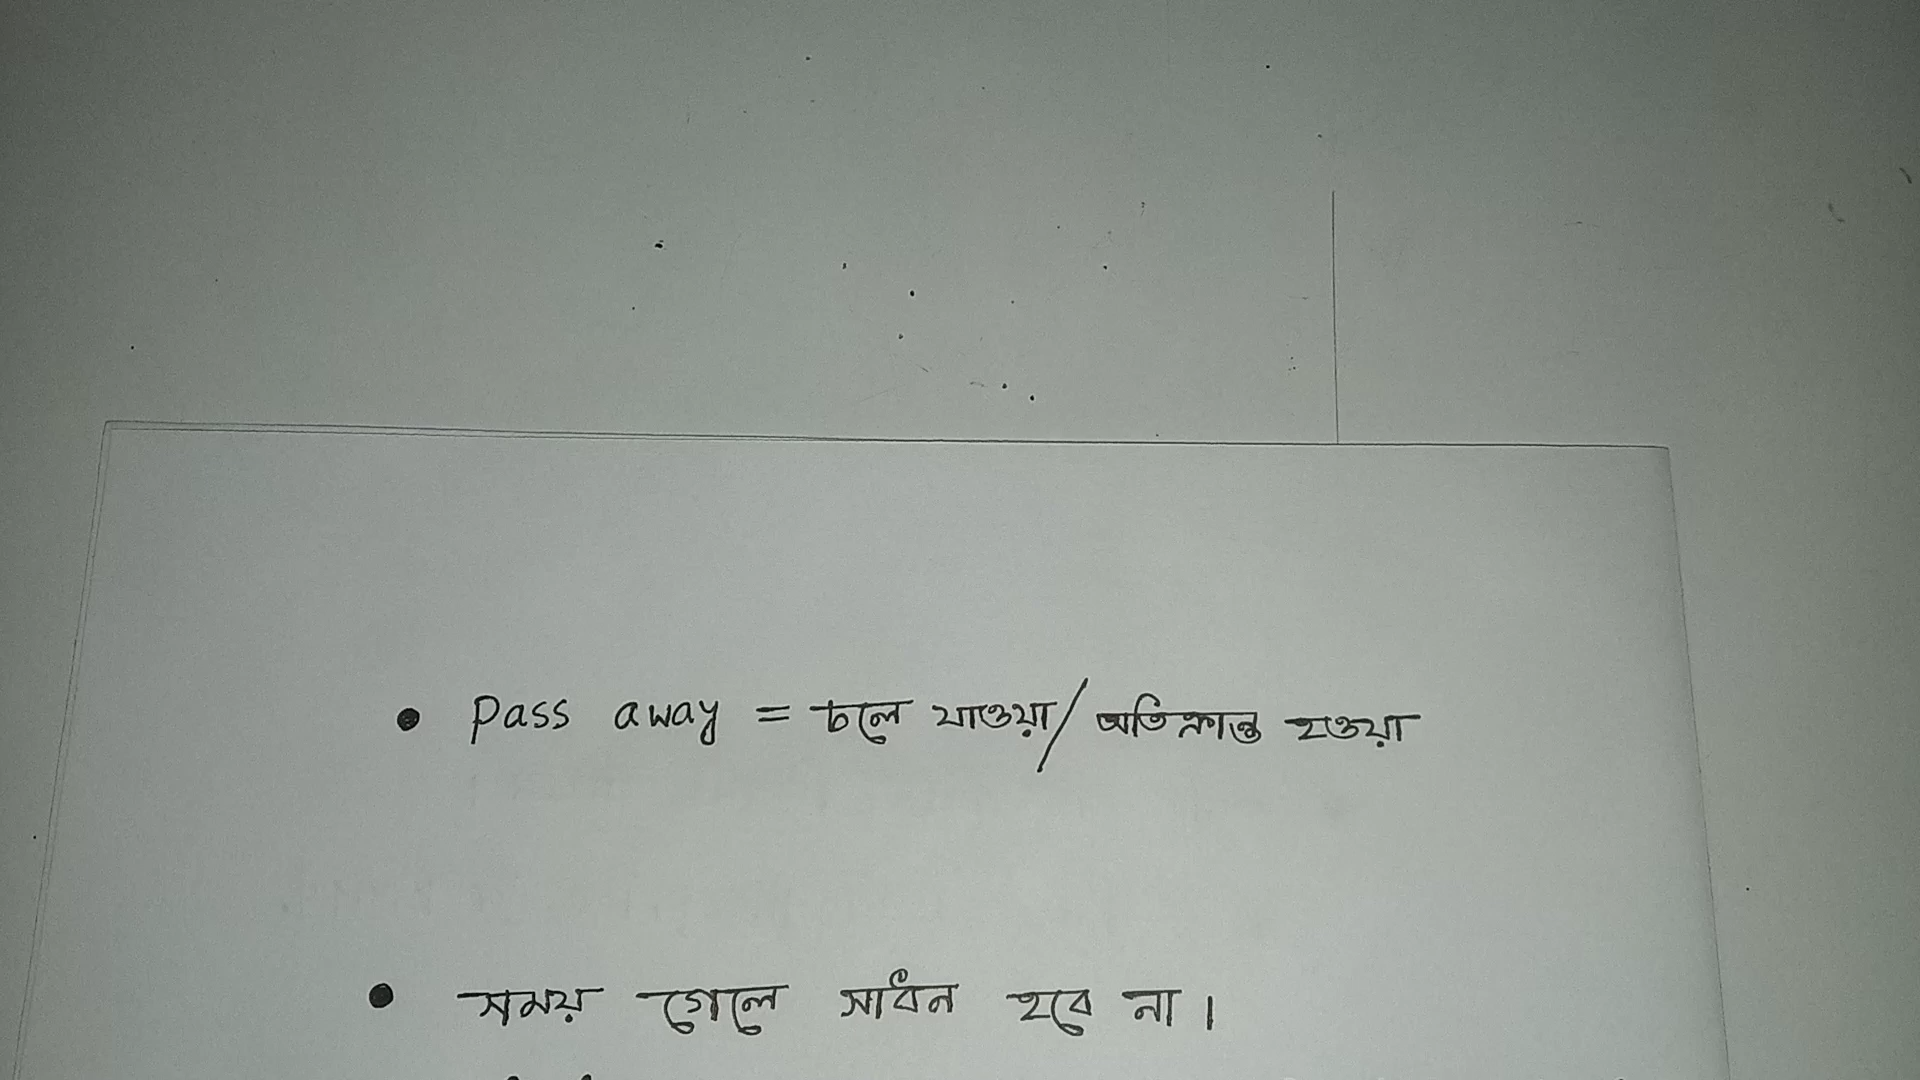 • Pass away = চলে যাওয়া/ অতিক্রান্ত হওয়া
• সময় গেলে সাধন হবে না।